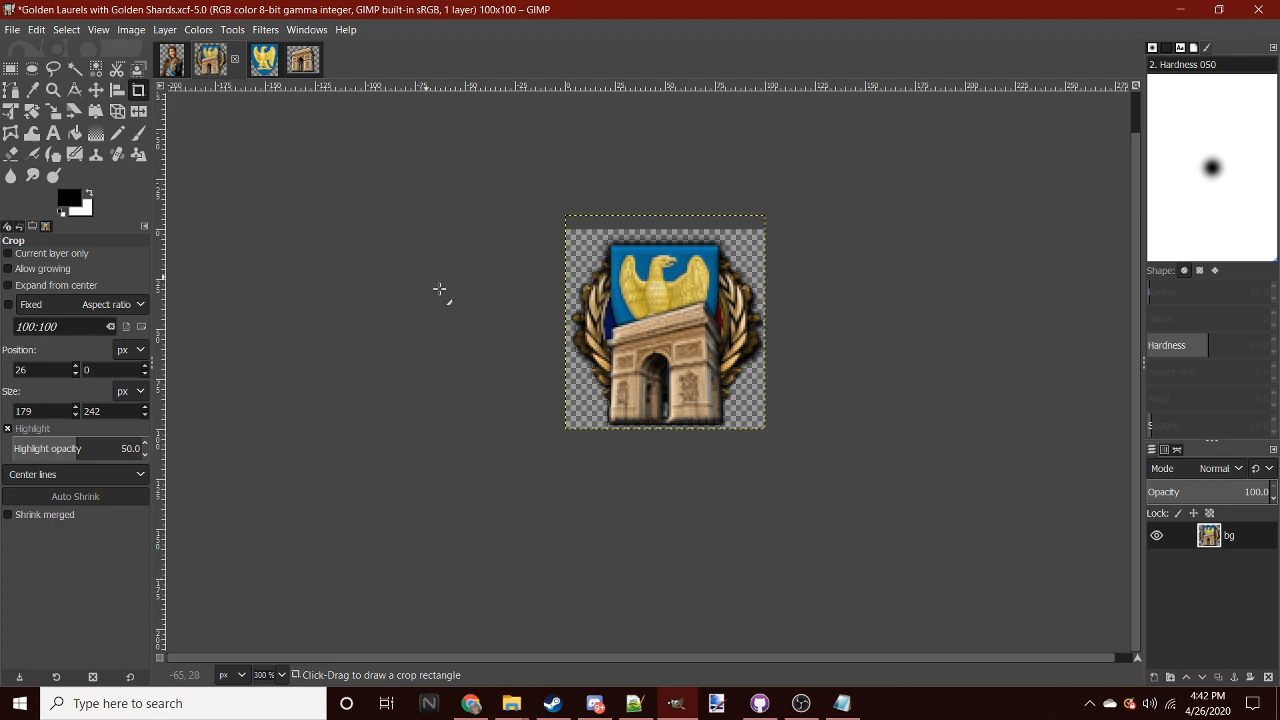 *Golden Laurels with Golden Shards.xcf-5.0 (RGB color 8-bit gamma integer, GIMP built-in sRGB, 1 layer) 100x100 – GIMP
File Edit Select View Image Layer Colors Tools Filters Windows Help
2. Hardness 050
Crop
Current layer only
Allow growing
Expand from center
Fixed Aspect ratio
100:100
Position: px
26 0
Size: px
179 242
Highlight
Highlight opacity 50.0
Center lines
Auto Shrink
Shrink merged
Shape:
Hardness
Spacing
Mode Normal
Opacity 100.0
Lock:
bg
-65, 28 px 300 % Click-Drag to draw a crop rectangle
Type here to search
4:42 PM
4/26/2020